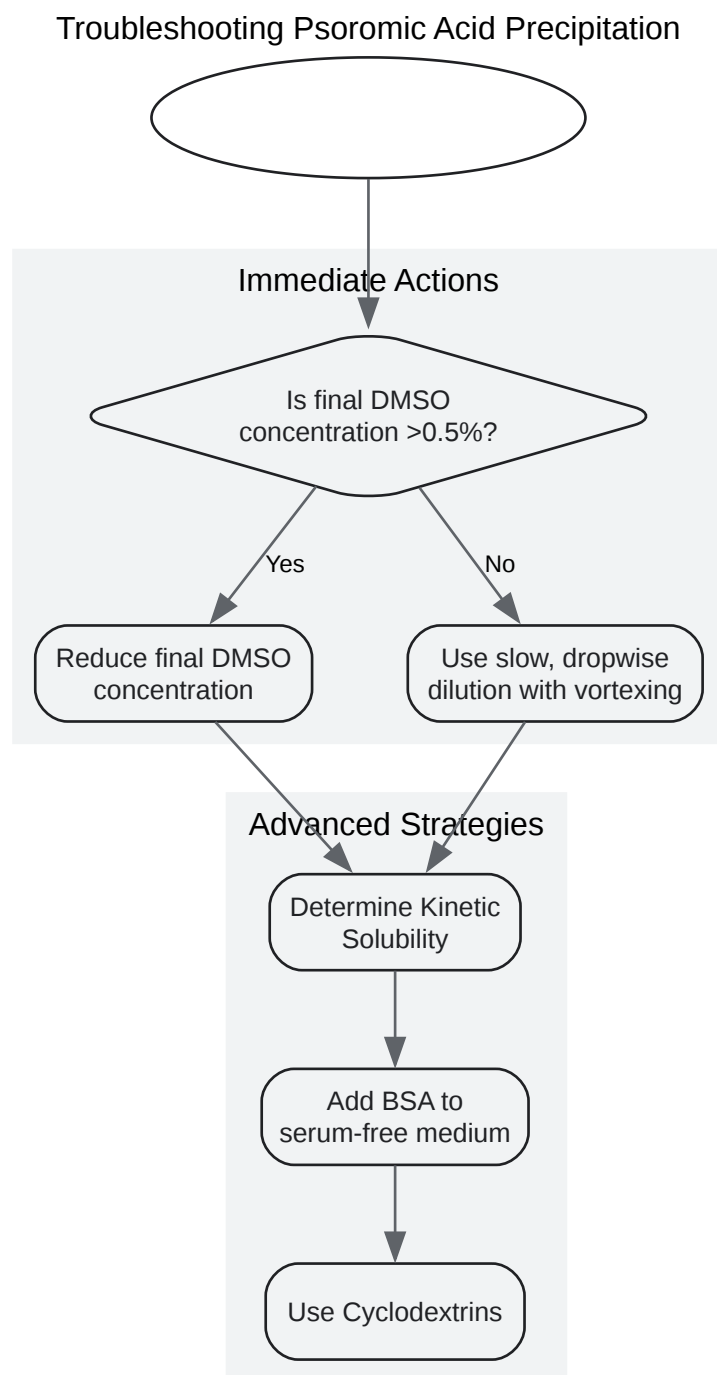 Troubleshooting Psoromic Acid Precipitation
Immediate Actions
Is final DMSO
concentration >0.5%?
Yes
No
Reduce final DMSO
concentration
Use slow, dropwise
dilution with vortexing
Advanced Strategies
Determine Kinetic
Solubility
Add BSA to
serum-free medium
Use Cyclodextrins